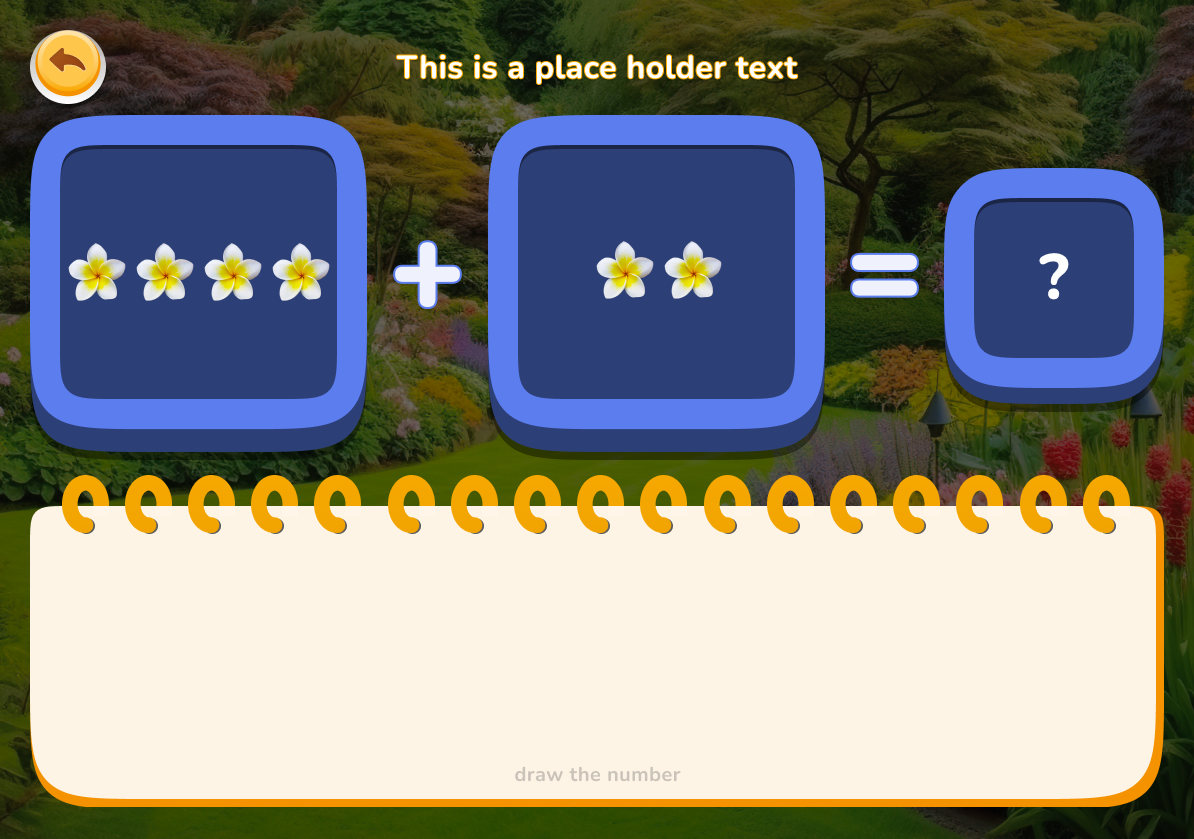 This is a place holder text
+ = ?
draw the number